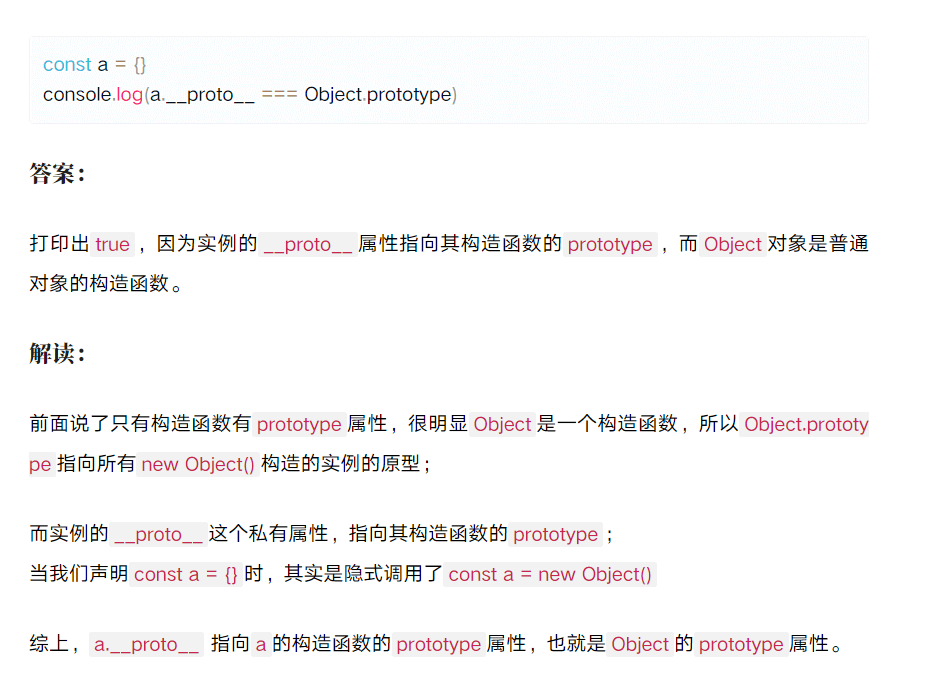 const a = {}
console.log(a.__proto__ === Object.prototype)
答案：
打印出 true ，因为实例的 __proto__ 属性指向其构造函数的 prototype ，而 Object 对象是普通
对象的构造函数。
解读：
前面说了只有构造函数有 prototype 属性，很明显 Object 是一个构造函数，所以 Object.prototy
pe 指向所有 new Object() 构造的实例的原型；
而实例的 __proto__ 这个私有属性，指向其构造函数的 prototype ；
当我们声明 const a = {} 时，其实是隐式调用了 const a = new Object()
综上， a.__proto__ 指向 a 的构造函数的 prototype 属性，也就是 Object 的 prototype 属性。